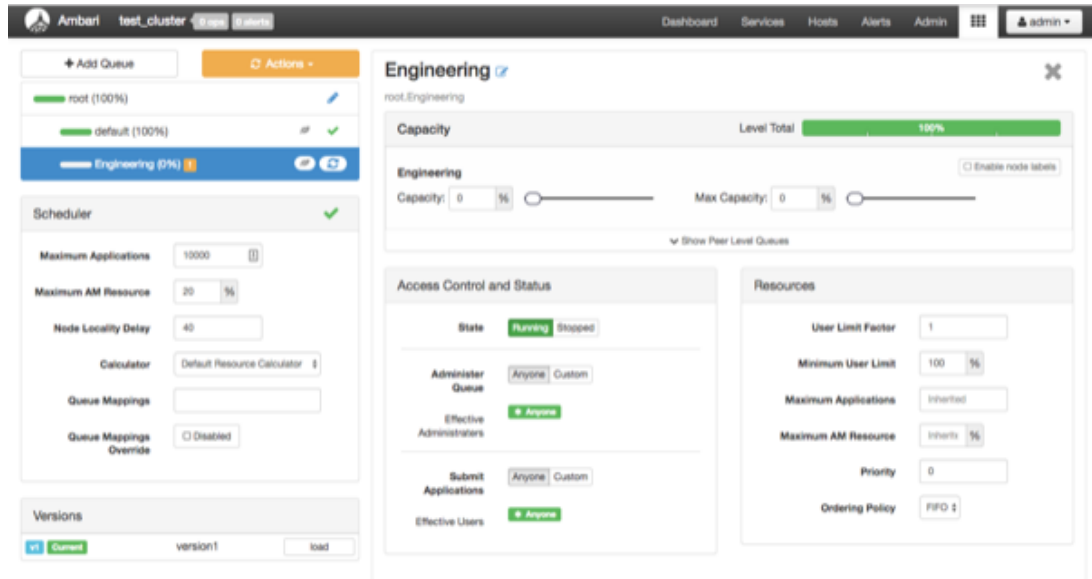 Ambari test_cluster 0 ops 0 alerts Dashboard Services Hosts Alerts Admin admin
+ Add Queue Actions
root (100%)
default (100%)
Engineering (0%)
Scheduler
Maximum Applications 10000
Maximum AM Resource 20 %
Node Locality Delay 40
Calculator Default Resource Calculator
Queue Mappings
Queue Mappings Override Disabled
Versions
v1 Current version1 load
Engineering
root.Engineering
Capacity Level Total 100%
Engineering Enable node labels
Capacity: 0 % Max Capacity: 0 %
Show Peer Level Queues
Access Control and Status
State Running Stopped
Administer Queue Anyone Custom
Effective Administraters Anyone
Submit Applications Anyone Custom
Effective Users Anyone
Resources
User Limit Factor 1
Minimum User Limit 100 %
Maximum Applications Inherited
Maximum AM Resource Inherite %
Priority 0
Ordering Policy FIFO